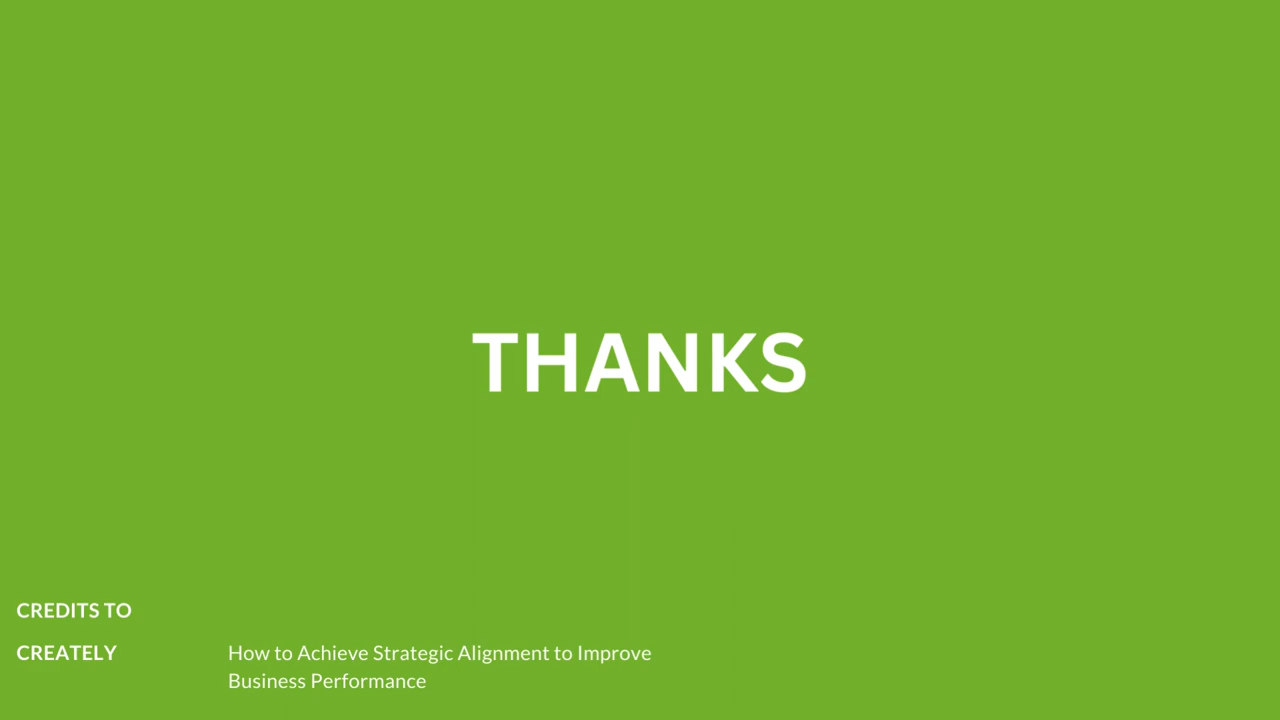 THANKS
CREDITS TO
CREATELY
How to Achieve Strategic Alignment to Improve
Business Performance